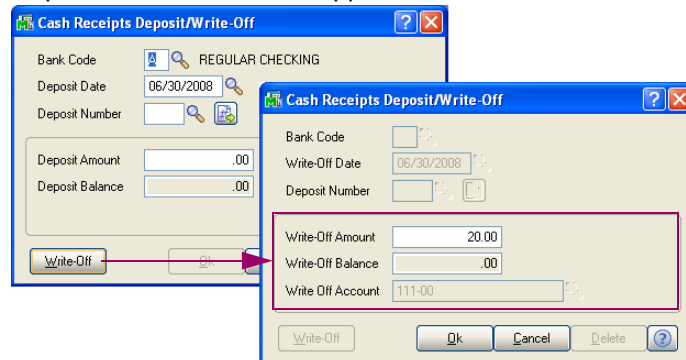 Cash Receipts Deposit/Write-Off
Bank Code A REGULAR CHECKING
Deposit Date 06/30/2008
Deposit Number
Deposit Amount .00
Deposit Balance .00
Write-Off Ok
Cash Receipts Deposit/Write-Off
Bank Code
Write-Off Date 06/30/2008
Deposit Number
Write-Off Amount 20.00
Write-Off Balance .00
Write Off Account 111-00
Write-Off Ok Cancel Delete